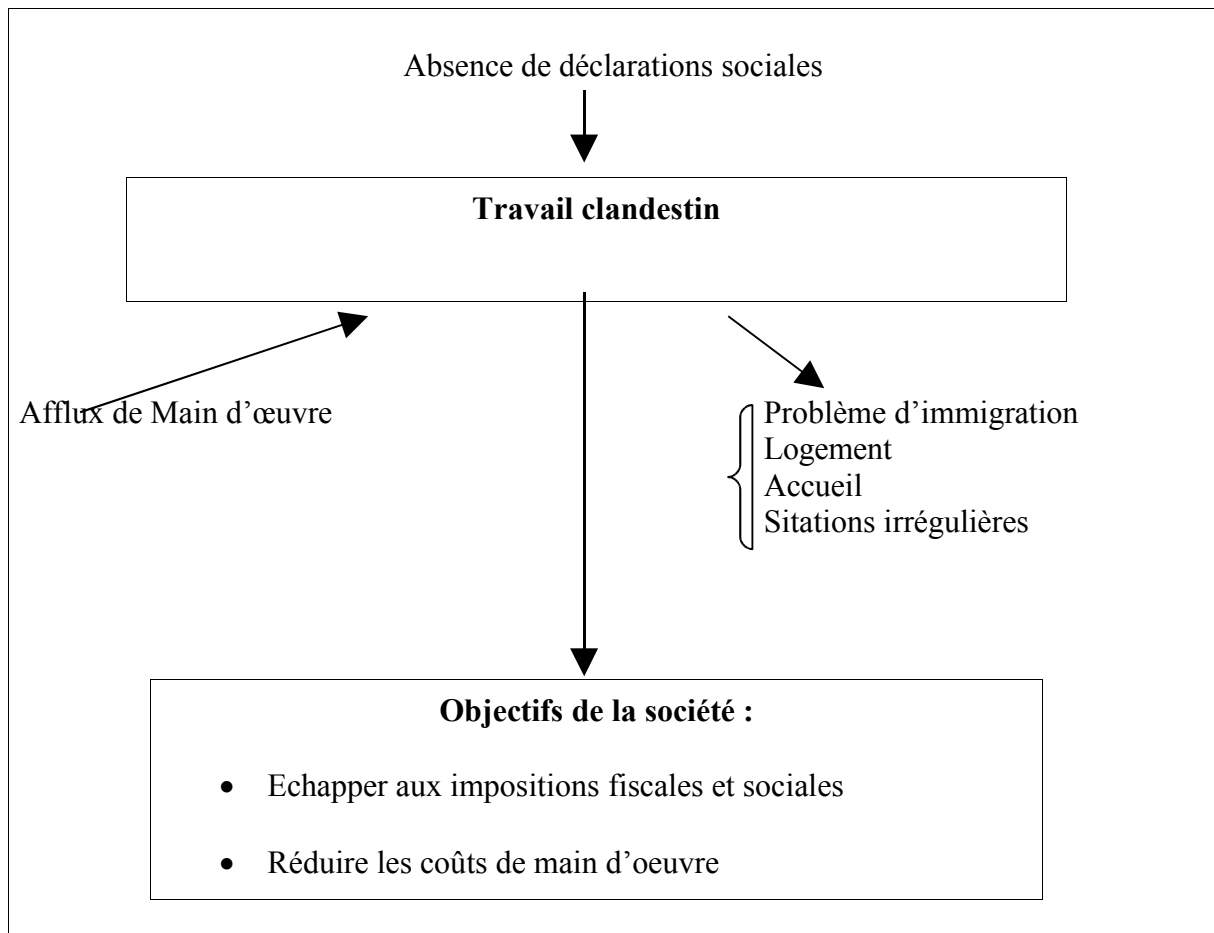 Absence de déclarations sociales
Travail clandestin
Afflux de Main d’œuvre
Problème d’immigration
Logement
Accueil
Sitations irrégulières
Objectifs de la société :
• Echapper aux impositions fiscales et sociales
• Réduire les coûts de main d’oeuvre